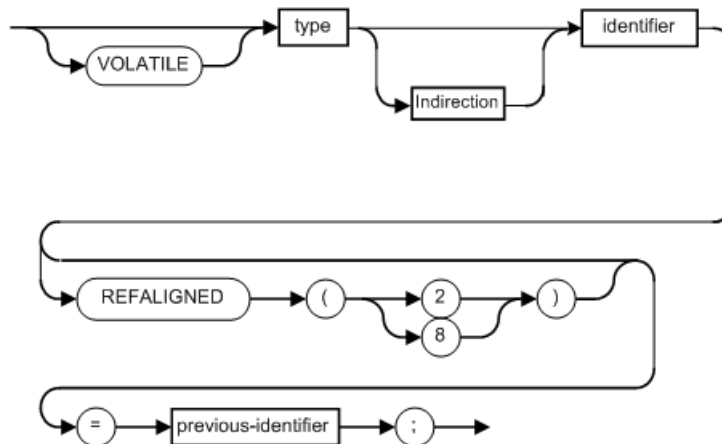 type identifier
VOLATILE
Indirection
REFALIGNED ( 2 )
8
= previous-identifier ;